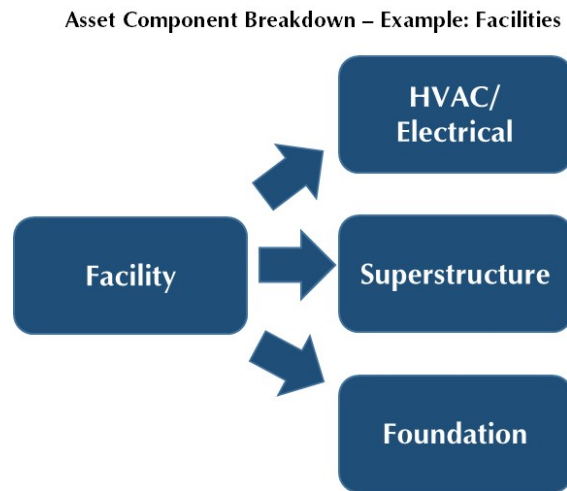 Asset Component Breakdown – Example: Facilities
HVAC/
Electrical
Facility
Superstructure
Foundation